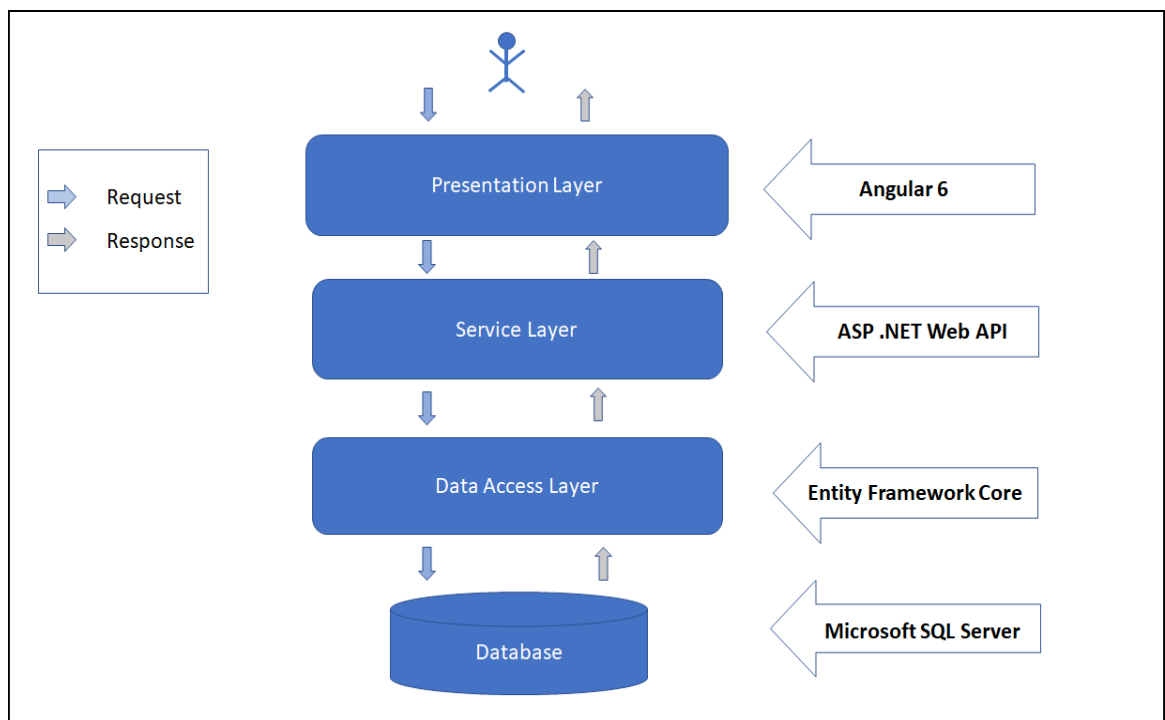 Request
Response
Presentation Layer
Angular 6
Service Layer
ASP .NET Web API
Data Access Layer
Entity Framework Core
Database
Microsoft SQL Server